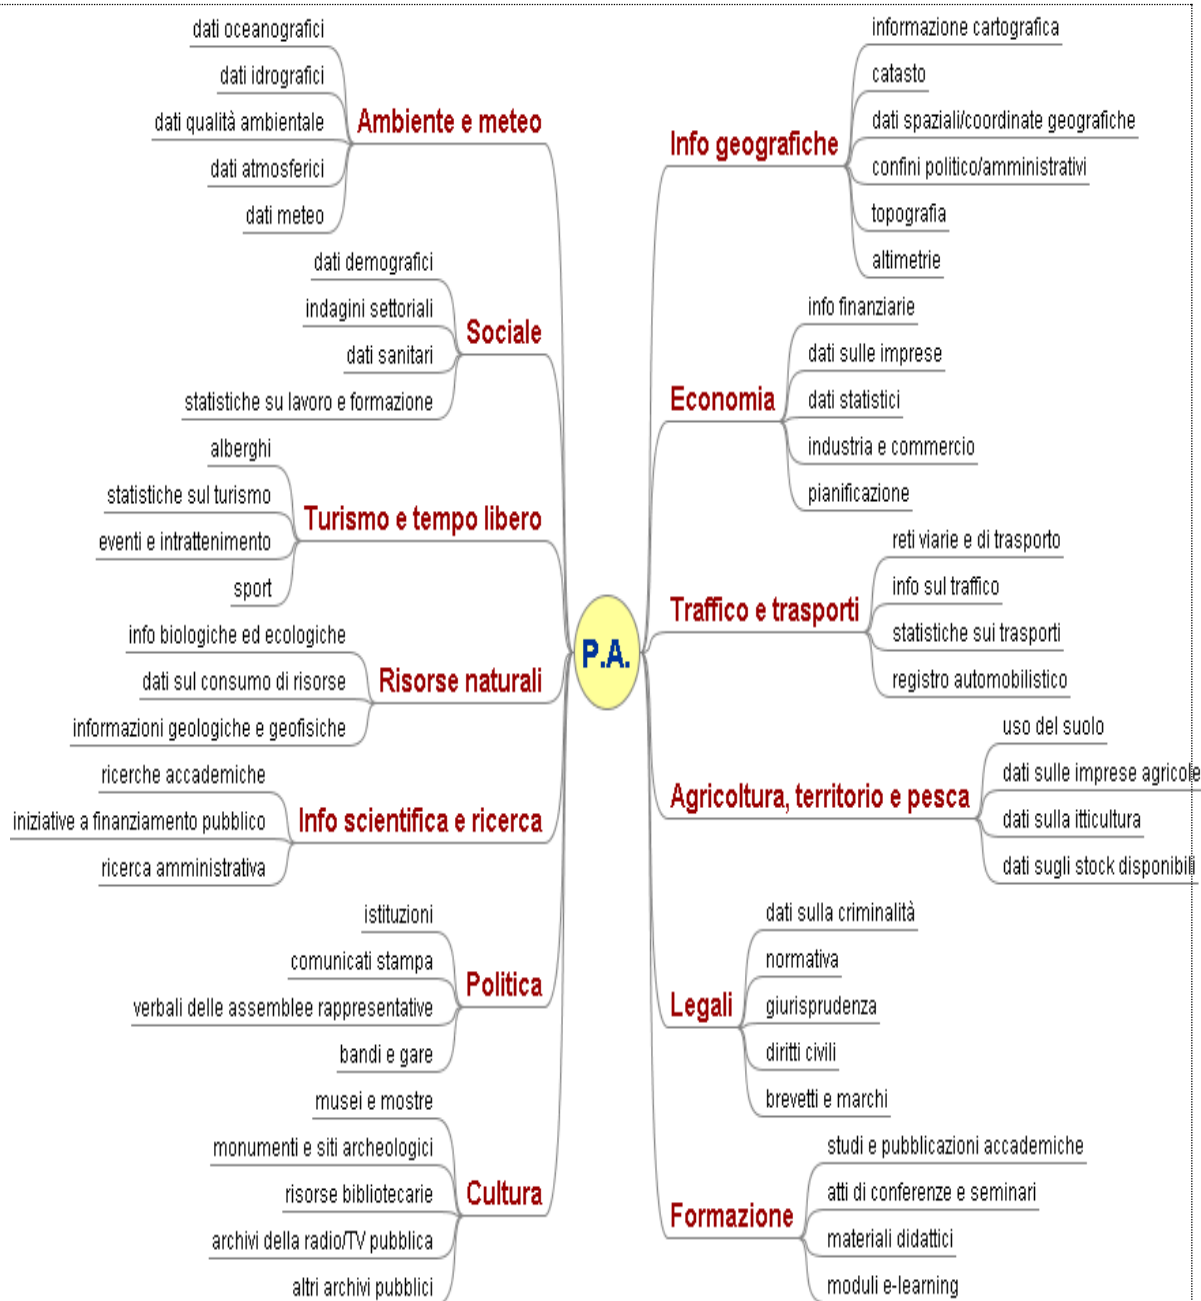 dati oceanografici
dati idrografici
dati qualità ambientale
dati atmosferici
dati meteo
Ambiente e meteo
dati demografici
indagini settoriali
dati sanitari
statistiche su lavoro e formazione
Sociale
alberghi
statistiche sul turismo
eventi e intrattenimento
sport
Turismo e tempo libero
info biologiche ed ecologiche
dati sul consumo di risorse
informazioni geologiche e geofisiche
Risorse naturali
ricerche accademiche
iniziative a finanziamento pubblico
ricerca amministrativa
Info scientifica e ricerca
istituzioni
comunicati stampa
verbali delle assemblee rappresentative
bandi e gare
Politica
musei e mostre
monumenti e siti archeologici
risorse bibliotecarie
archivi della radio/TV pubblica
altri archivi pubblici
Cultura
P.A.
Info geografiche
informazione cartografica
catasto
dati spaziali/coordinate geografiche
confini politico/amministrativi
topografia
altimetrie
Economia
info finanziarie
dati sulle imprese
dati statistici
industria e commercio
pianificazione
Traffico e trasporti
reti viarie e di trasporto
info sul traffico
statistiche sui trasporti
registro automobilistico
Agricoltura, territorio e pesca
uso del suolo
dati sulle imprese agricole
dati sulla itticultura
dati sugli stock disponibili
Legali
dati sulla criminalità
normativa
giurisprudenza
diritti civili
brevetti e marchi
Formazione
studi e pubblicazioni accademiche
atti di conferenze e seminari
materiali didattici
moduli e-learning